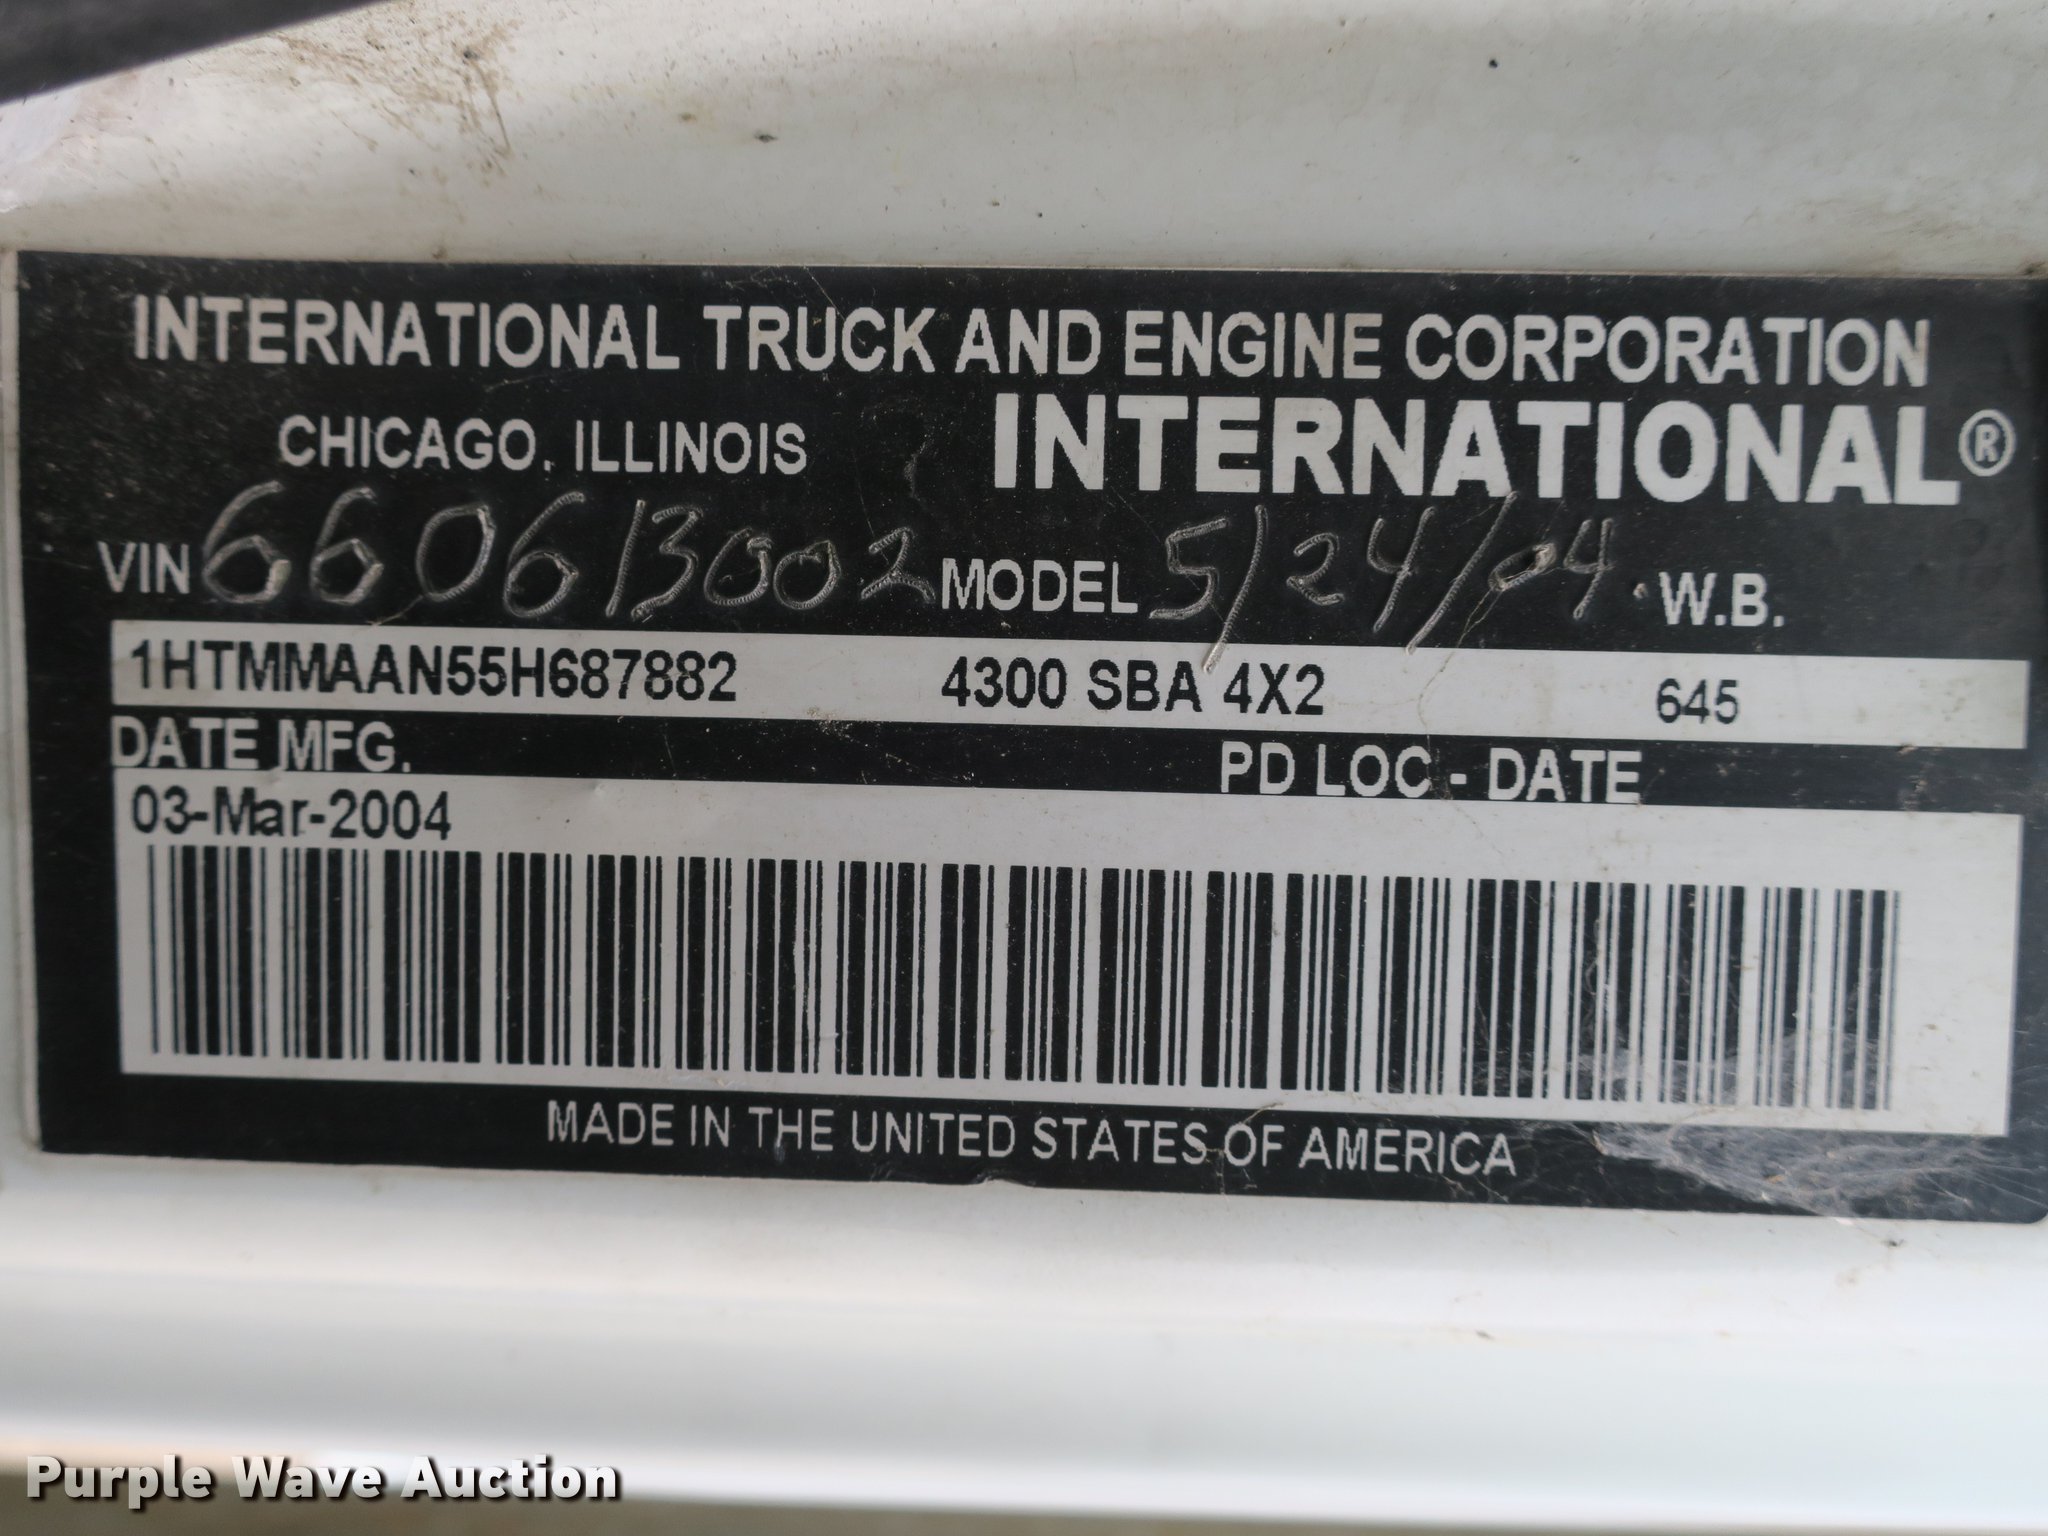 INTERNATIONAL TRUCK AND ENGINE CORPORATION
CHICAGO, ILLINOIS INTERNATIONAL®
VIN 660613002 MODEL 5/24/04 W.B.
1HTMMAAN55H687882 4300 SBA 4X2 645
DATE MFG. PD LOC - DATE
03-Mar-2004
MADE IN THE UNITED STATES OF AMERICA
Purple Wave Auction